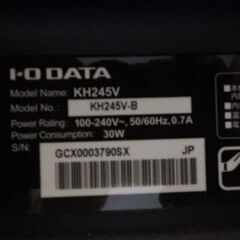 I-O DATA
Model Name: KH245V
Model No.: KH245V-B
Power Rating: 100-240V~, 50/60Hz, 0.7A
Power Consumption: 30W
S/N:
GCX0003790SX JP